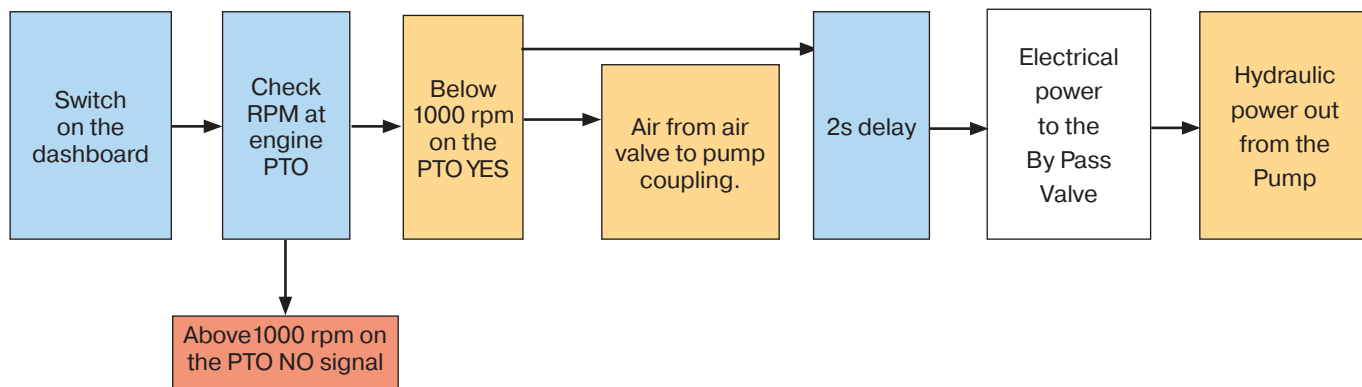 Switch
on the
dashboard
Check
RPM at
engine
PTO
Below
1000 rpm
on the
PTO YES
Air from air
valve to pump
coupling.
2s delay
Electrical
power
to the
By Pass
Valve
Hydraulic
power out
from the
Pump
Above 1000 rpm on
the PTO NO signal